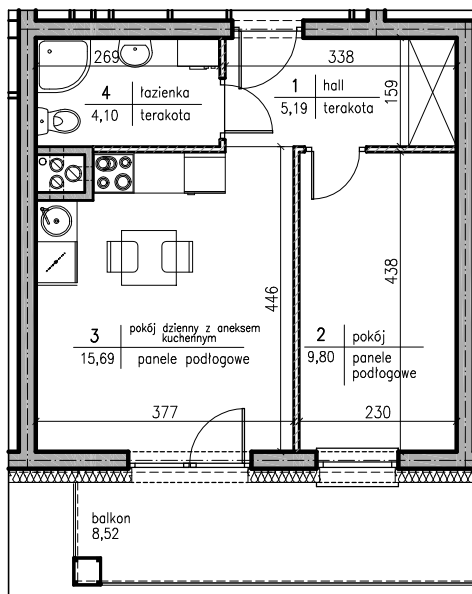 269
338
4 łazienka
4,10 terakota
1 hall
5,19 terakota
159
446
438
3 pokój dzienny z aneksem
kuchennym
15,69 panele podłogowe
2 pokój
9,80 panele
podłogowe
377
230
balkon
8,52